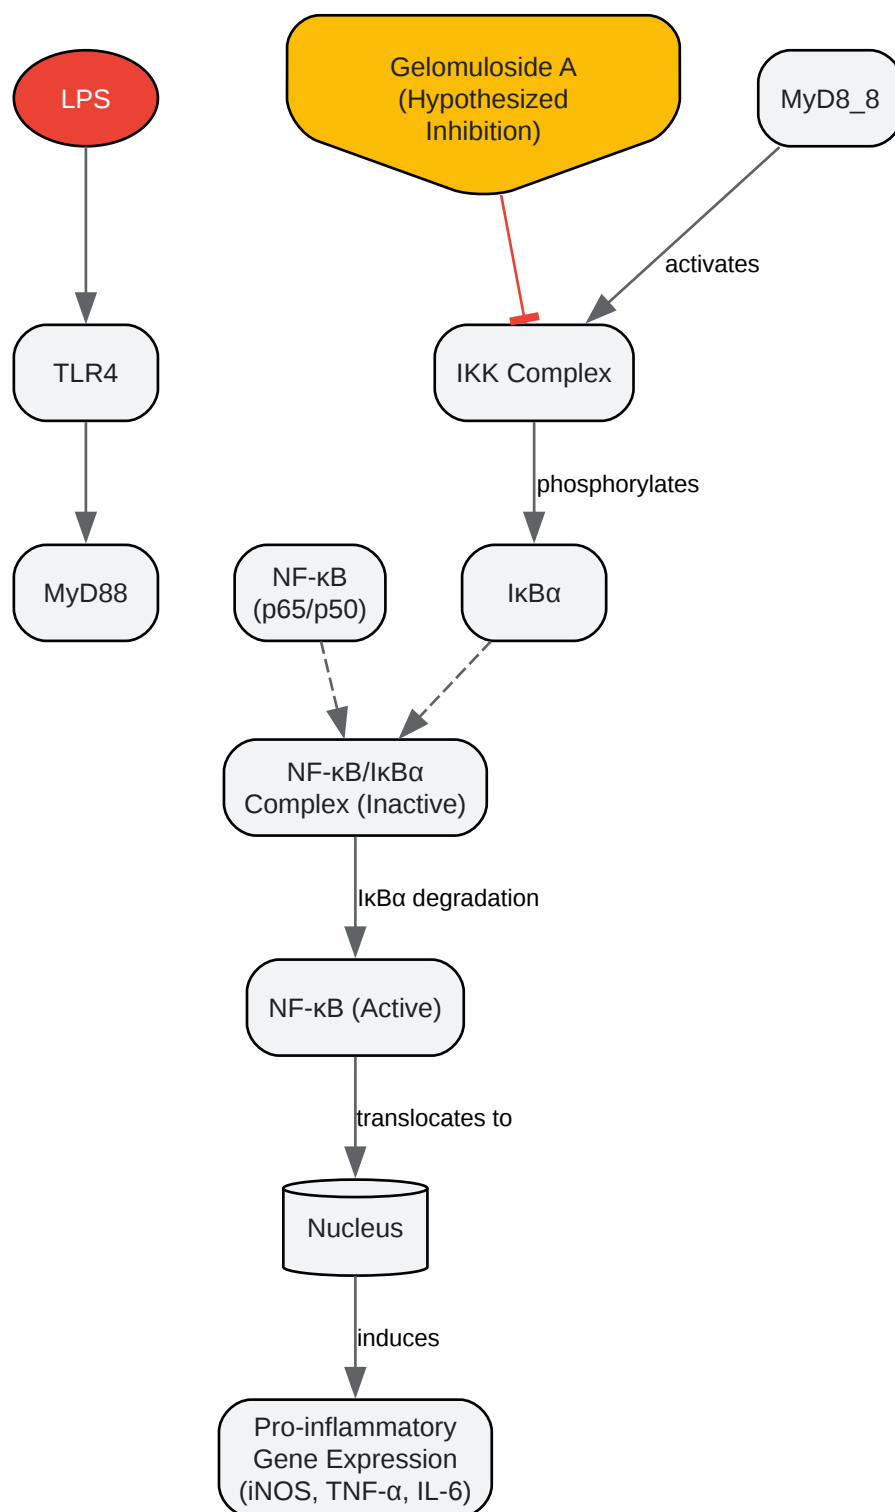 LPS
Gelomuloside A
(Hypothesized
Inhibition)
MyD8_8
activates
TLR4
IKK Complex
phosphorylates
MyD88
NF-κB
(p65/p50)
IκBα
NF-κB/IκBα
Complex (Inactive)
IκBα degradation
NF-κB (Active)
translocates to
Nucleus
induces
Pro-inflammatory
Gene Expression
(iNOS, TNF-α, IL-6)